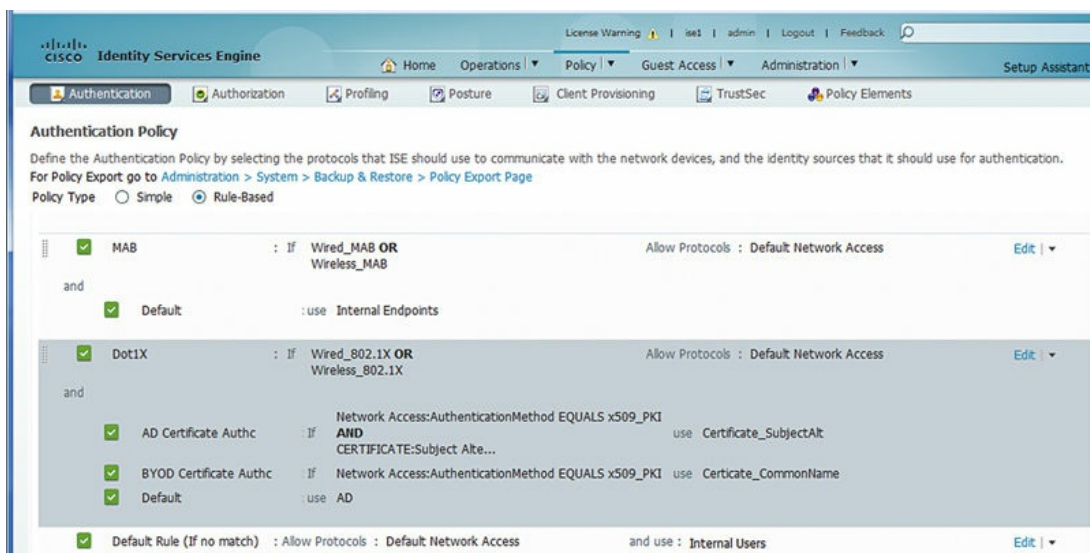 License Warning | ise1 | admin | Logout | Feedback
cisco Identity Services Engine
Home Operations | Policy | Guest Access | Administration | Setup Assistant
Authentication Authorization Profiling Posture Client Provisioning TrustSec Policy Elements
Authentication Policy
Define the Authentication Policy by selecting the protocols that ISE should use to communicate with the network devices, and the identity sources that it should use for authentication.
For Policy Export go to Administration > System > Backup & Restore > Policy Export Page
Policy Type Simple Rule-Based
MAB : If Wired_MAB OR Allow Protocols : Default Network Access Edit |
Wireless_MAB
and
Default : use Internal Endpoints
Dot1X : If Wired_802.1X OR Allow Protocols : Default Network Access Edit |
Wireless_802.1X
and
Network Access:AuthenticationMethod EQUALS x509_PKI
AD Certificate Authc : If AND use Certificate_SubjectAlt
CERTIFICATE:Subject Alte...
BYOD Certificate Authc : If Network Access:AuthenticationMethod EQUALS x509_PKI use Certicate_CommonName
Default : use AD
Default Rule (If no match) : Allow Protocols : Default Network Access and use : Internal Users Edit |